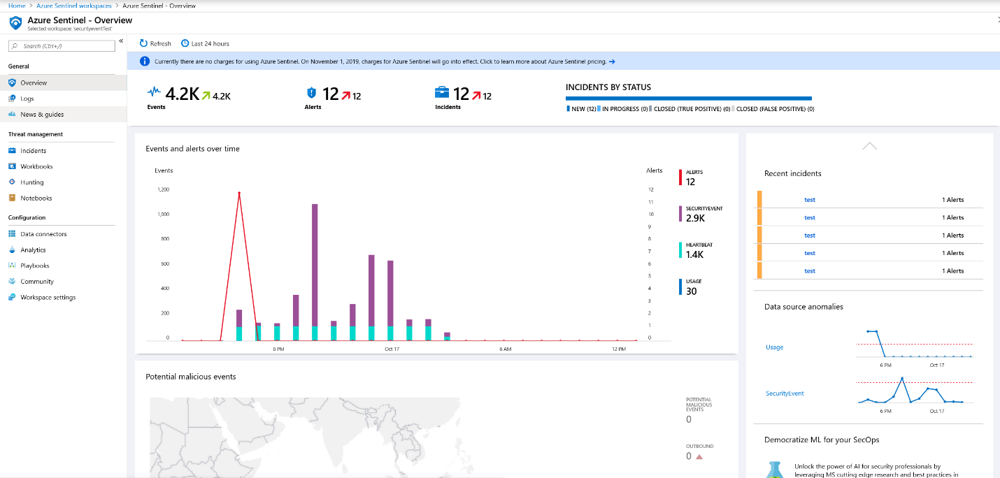 Home > Azure Sentinel workspaces > Azure Sentinel - Overview
Azure Sentinel - Overview
Selected workspaces 'securityeventTest'
Search (Ctrl+/)
«
General
Overview
Logs
News & guides
Threat management
Incidents
Workbooks
Hunting
Notebooks
Configuration
Data connectors
Analytics
Playbooks
Community
Workspace settings
Refresh Last 24 hours
Currently there are no charges for using Azure Sentinel. On November 1, 2019, charges for Azure Sentinel will go into effect. Click to learn more about Azure Sentinel pricing. →
4.2K 4.2K
Events
12 12
Alerts
12 12
Incidents
INCIDENTS BY STATUS
NEW (12) IN PROGRESS (0) CLOSED (TRUE POSITIVE) (0) CLOSED (FALSE POSITIVE) (0)
Events and alerts over time
Events
1,200
1,000
800
600
400
200
0
6 PM Oct 17 6 AM 12 PM
Alerts
12
11
10
9
8
7
6
5
4
3
2
1
0
ALERTS
12
SECURITYEVENT
2.9K
HEARTBEAT
1.4K
USAGE
30
Potential malicious events
POTENTIAL
MALICIOUS
EVENTS
0
OUTBOUND
0
Recent incidents
test 1 Alerts
test 1 Alerts
test 1 Alerts
test 1 Alerts
test 1 Alerts
Data source anomalies
Usage
6 PM Oct 17
SecurityEvent
6 PM Oct 17
Democratize ML for your SecOps
Unlock the power of AI for security professionals by
leveraging MS cutting edge research and best practices in